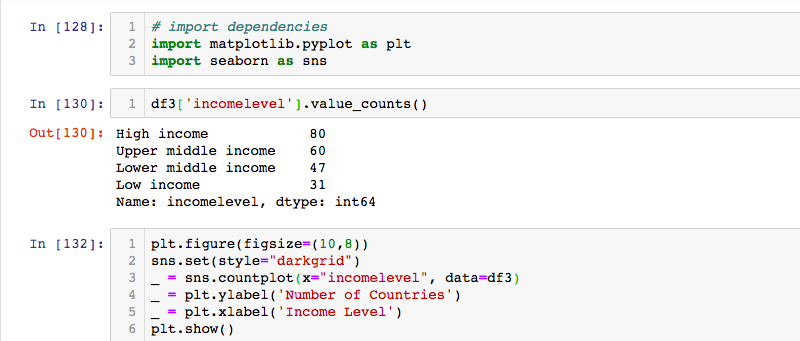 In [128]:
1 # import dependencies
2 import matplotlib.pyplot as plt
3 import seaborn as sns
In [130]:
1 df3['incomelevel'].value_counts()
Out[130]:
High income 80
Upper middle income 60
Lower middle income 47
Low income 31
Name: incomelevel, dtype: int64
In [132]:
1 plt.figure(figsize=(10,8))
2 sns.set(style="darkgrid")
3 _ = sns.countplot(x="incomelevel", data=df3)
4 _ = plt.ylabel('Number of Countries')
5 _ = plt.xlabel('Income Level')
6 plt.show()